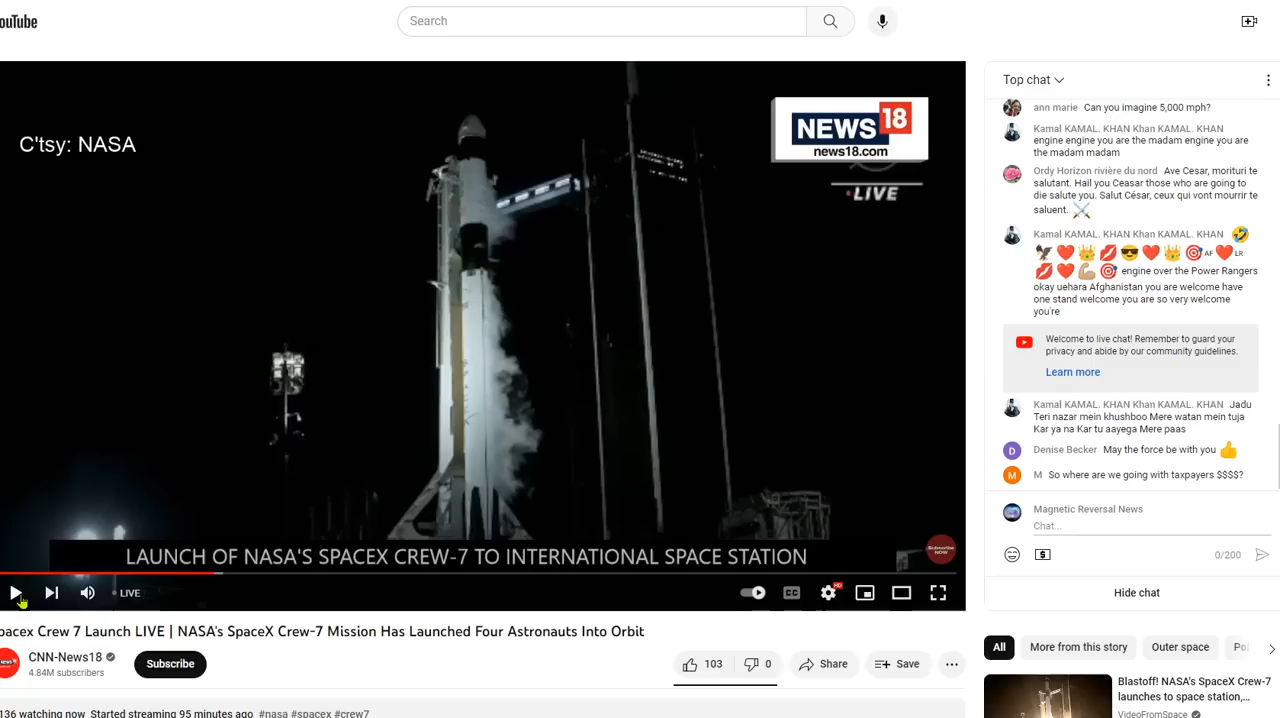 ouTube
Search
C'tsy: NASA
NEWS 18
news18.com
LIVE
LAUNCH OF NASA'S SPACEX CREW-7 TO INTERNATIONAL SPACE STATION
SUBSCRIBE NOW
LIVE
CC
HD
pacex Crew 7 Launch LIVE | NASA's SpaceX Crew-7 Mission Has Launched Four Astronauts Into Orbit
CNN-News18
4.84M subscribers
Subscribe
103
0
Share
Save
136 watching now Started streaming 95 minutes ago #nasa #spacex #crew7
Top chat
ann marie Can you imagine 5,000 mph?
Kamal KAMAL. KHAN Khan KAMAL. KHAN
engine engine you are the madam engine you are
the madam madam
Ordy Horizon rivière du nord Ave Cesar, morituri te
salutant. Hail you Ceasar those who are going to
die salute you. Salut César, ceux qui vont mourrir te
saluent. ⚔️
Kamal KAMAL. KHAN Khan KAMAL. KHAN 🤣
🦅❤️👑💋😎❤️👑🎯 AF ❤️ LR
💋❤️💪🏼🎯 engine over the Power Rangers
okay uehara Afghanistan you are welcome have
one stand welcome you are so very welcome
you're
Welcome to live chat! Remember to guard your
privacy and abide by our community guidelines.
Learn more
Kamal KAMAL. KHAN Khan KAMAL. KHAN Jadu
Teri nazar mein khushboo Mere watan mein tuja
Kar ya na Kar tu aayega Mere paas
D Denise Becker May the force be with you 👍
M M So where are we going with taxpayers $$$$?
Magnetic Reversal News
Chat...
$
0/200
Hide chat
All
More from this story
Outer space
Po
Blastoff! NASA's SpaceX Crew-7
launches to space station,...
VideoFromSpace